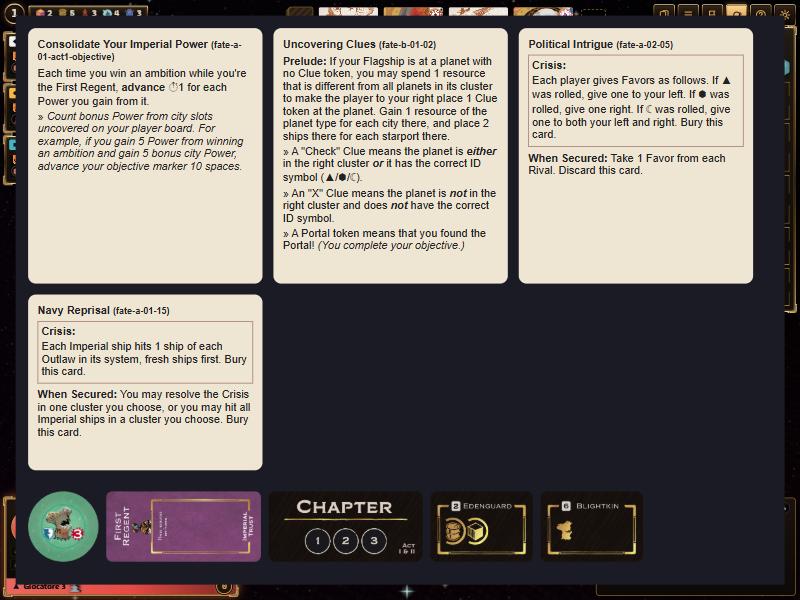 1
2
5
3
4
3
Consolidate Your Imperial Power (fate-a-
01-act1-objective)
Each time you win an ambition while you're
the First Regent, advance ⏱1 for each
Power you gain from it.
» Count bonus Power from city slots
uncovered on your player board. For
example, if you gain 5 Power from winning
an ambition and gain 5 bonus city Power,
advance your objective marker 10 spaces.
Uncovering Clues (fate-b-01-02)
Prelude: If your Flagship is at a planet with
no Clue token, you may spend 1 resource
that is different from all planets in its cluster
to make the player to your right place 1 Clue
token at the planet. Gain 1 resource of the
planet type for each city there, and place 2
ships there for each starport there.
» A "Check" Clue means the planet is either
in the right cluster or it has the correct ID
symbol (▲/⬢/☾).
» An "X" Clue means the planet is not in the
right cluster and does not have the correct
ID symbol.
» A Portal token means that you found the
Portal! (You complete your objective.)
Political Intrigue (fate-a-02-05)
Crisis:
Each player gives Favors as follows. If ▲
was rolled, give one to your left. If ⬢ was
rolled, give one right. If ☾ was rolled, give
one to both your left and right. Bury this
card.
When Secured: Take 1 Favor from each
Rival. Discard this card.
Navy Reprisal (fate-a-01-15)
Crisis:
Each Imperial ship hits 1 ship of each
Outlaw in its system, fresh ships first. Bury
this card.
When Secured: You may resolve the Crisis
in one cluster you choose, or you may hit all
Imperial ships in a cluster you choose. Bury
this card.
3
First
Regent
Imperial
Trust
Chapter
1 2 3
Act
I & II
2 Edenguard
6 Blightkin
Giocatore 3